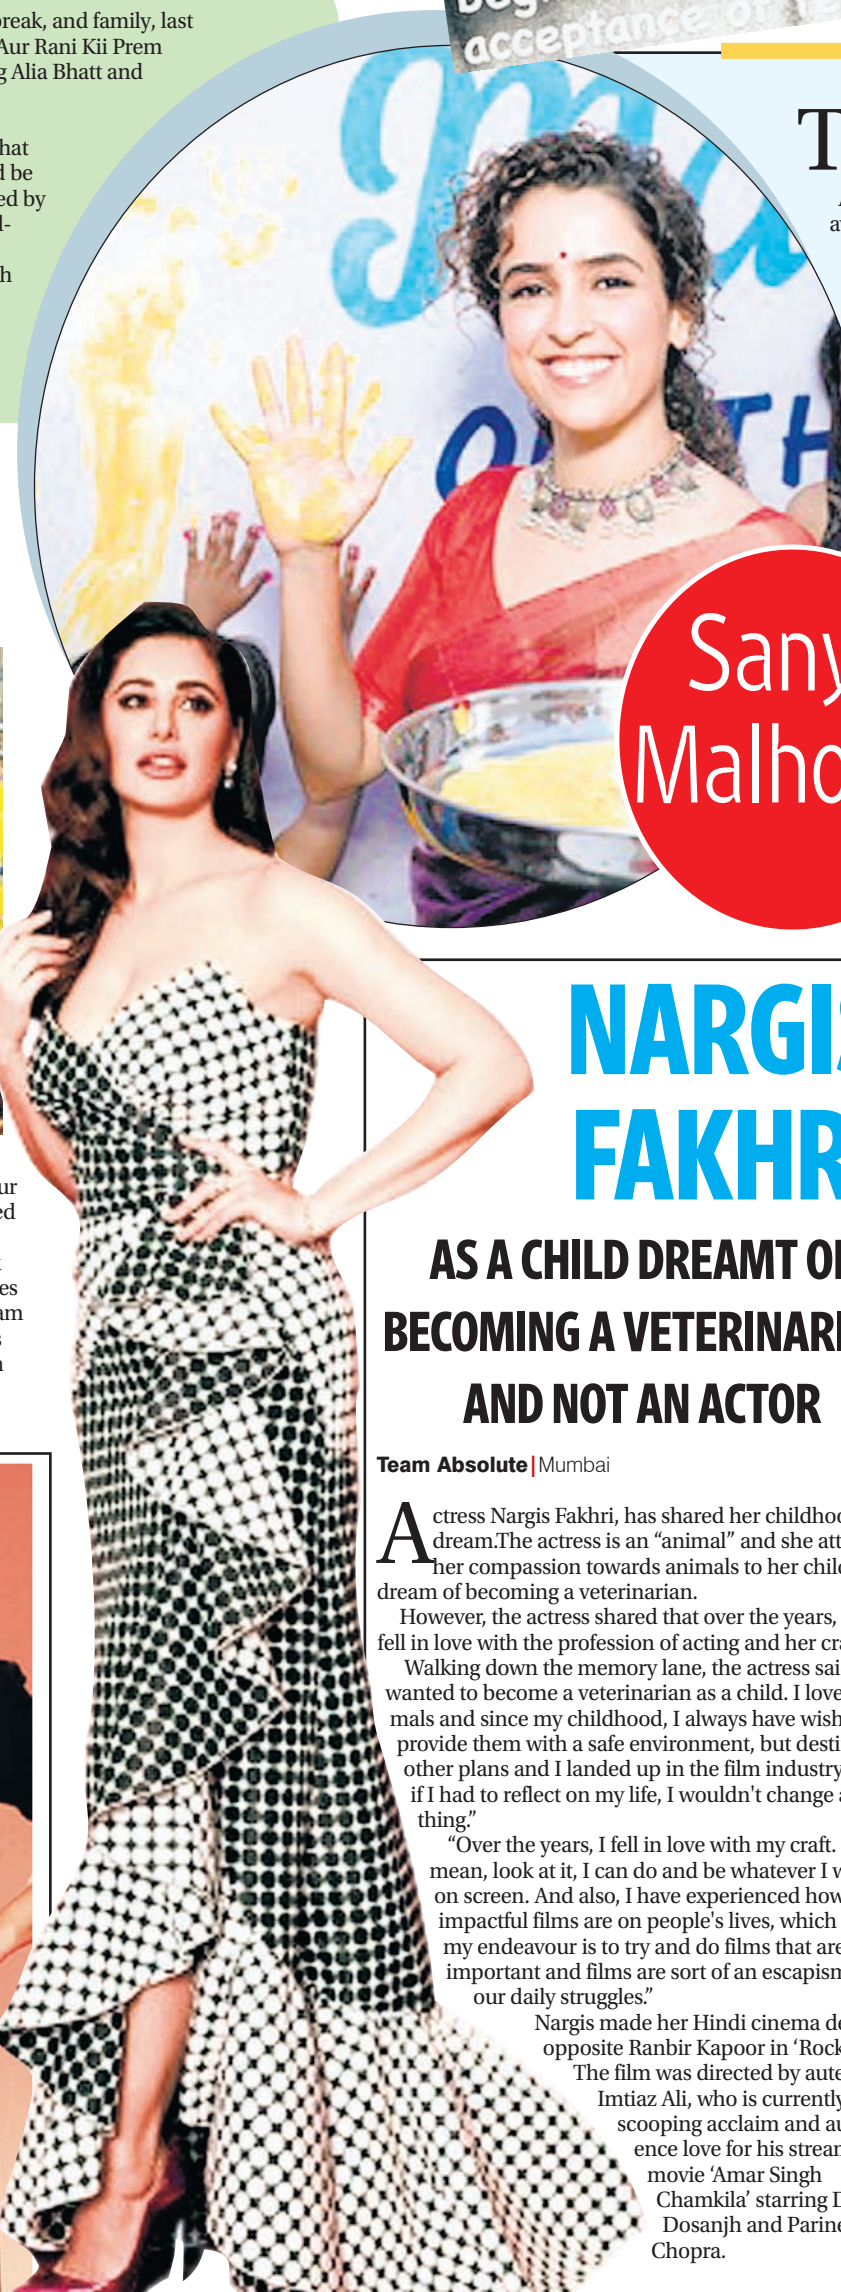 reak, and family, last
Aur Rani Kii Prem
g Alia Bhatt and
hat
d be
ed by
l-
h
acceptance of
T
Sany
Malho
ur
ed
es
am
s
n
NARGIS
FAKHR
AS A CHILD DREAMT O
BECOMING A VETERINARI
AND NOT AN ACTOR
Team Absolute|Mumbai
Actress Nargis Fakhri, has shared her childhoo
dream.The actress is an “animal” and she att
her compassion towards animals to her chil
dream of becoming a veterinarian.
However, the actress shared that over the years,
fell in love with the profession of acting and her cr
Walking down the memory lane, the actress sai
wanted to become a veterinarian as a child. I love
mals and since my childhood, I always have wish
provide them with a safe environment, but desti
other plans and I landed up in the film industry
if I had to reflect on my life, I wouldn't change a
thing.”
“Over the years, I fell in love with my craft.
mean, look at it, I can do and be whatever I w
on screen. And also, I have experienced how
impactful films are on people's lives, which
my endeavour is to try and do films that are
important and films are sort of an escapism
our daily struggles.”
Nargis made her Hindi cinema de
opposite Ranbir Kapoor in ‘Rock
The film was directed by aute
Imtiaz Ali, who is currently
scooping acclaim and au
ence love for his strea
movie ‘Amar Singh
Chamkila’ starring D
Dosanjh and Parine
Chopra.